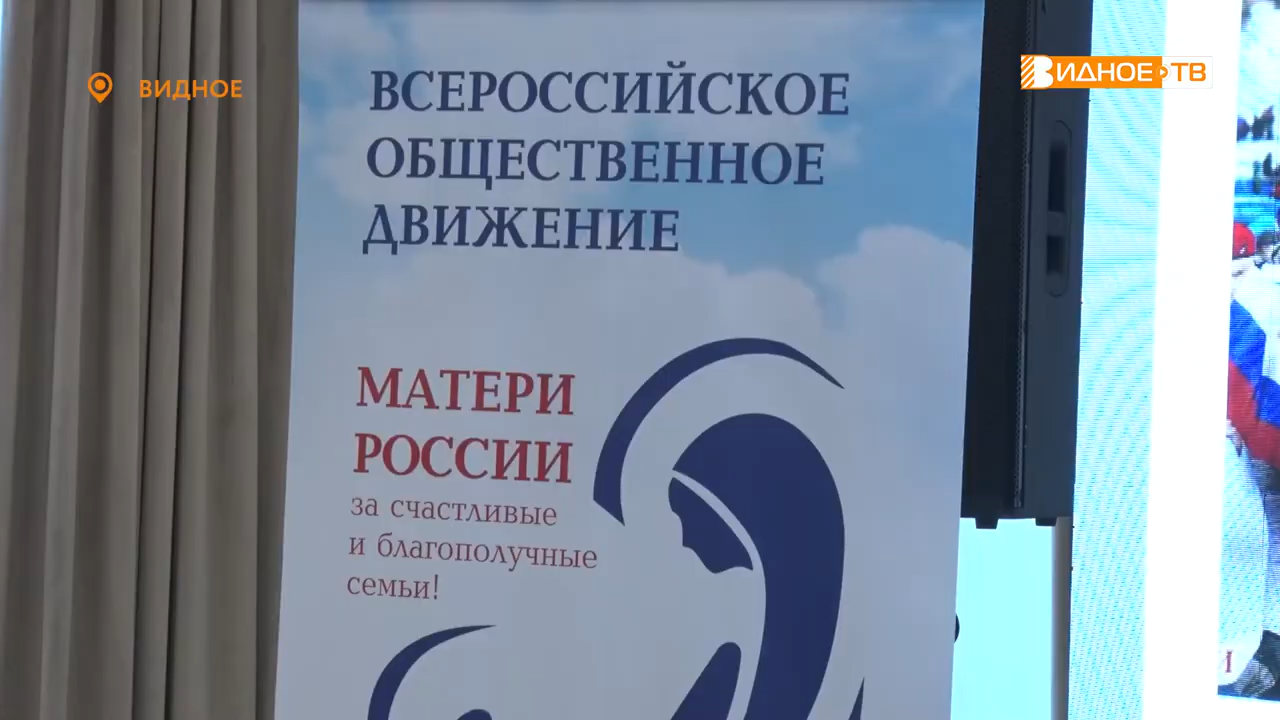 ВИДНОЕ
ВИДНОЕ ТВ
ВСЕРОССИЙСКОЕ
ОБЩЕСТВЕННОЕ
ДВИЖЕНИЕ
МАТЕРИ
РОССИИ
за счастливые
и благополучные
семьи!